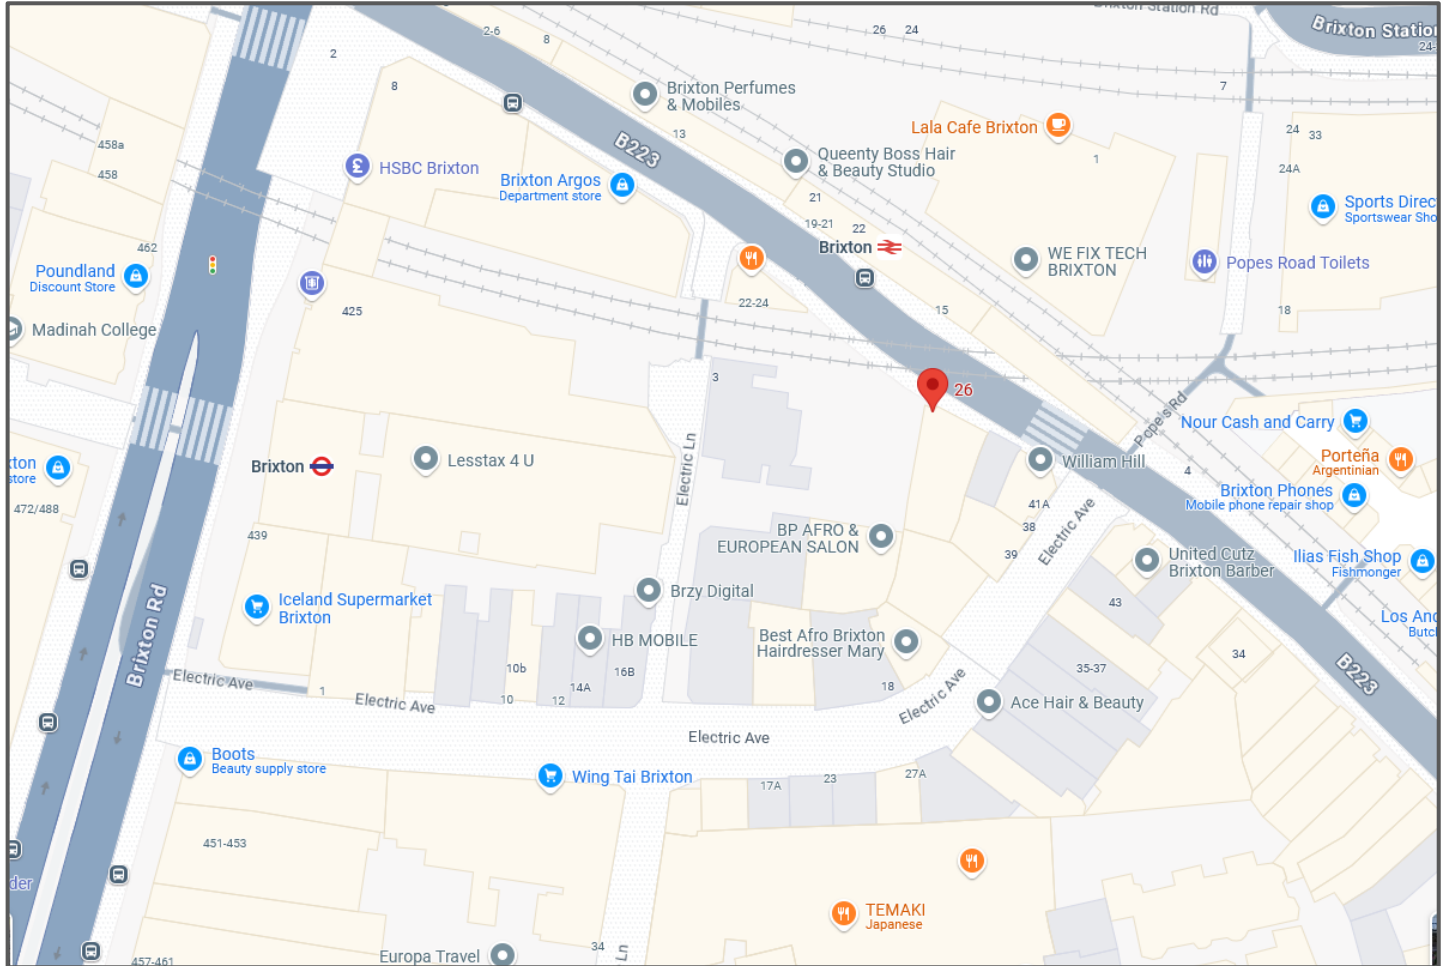 Brixton Station Rd
Brixton Station
24-
2-6
8
26
24
2
8
7
Brixton Perfumes
& Mobiles
13
B223
Lala Cafe Brixton
1
24
33
24A
458a
458
HSBC Brixton
Brixton Argos
Department store
Queenty Boss Hair
& Beauty Studio
21
19-21
22
Sports Direc
Sportswear Sho
462
Brixton
WE FIX TECH
BRIXTON
Popes Road Toilets
Poundland
Discount Store
22-24
15
18
425
Madinah College
3
26
Pope's Rd
Nour Cash and Carry
Porteña
Argentinian
xton
store
Brixton
Lesstax 4 U
Electric Ln
William Hill
4
Brixton Phones
Mobile phone repair shop
472/488
41A
38
39
Electric Ave
439
BP AFRO &
EUROPEAN SALON
United Cutz
Brixton Barber
Ilias Fish Shop
Fishmonger
Brixton Rd
Iceland Supermarket
Brixton
Brzy Digital
43
Los Ang
Butch
HB MOBILE
Best Afro Brixton
Hairdresser Mary
34
10b
16B
35-37
B223
Electric Ave
1
14A
18
Electric Ave
10
12
Electric Ave
Ace Hair & Beauty
Electric Ave
Boots
Beauty supply store
Wing Tai Brixton
17A
23
27A
451-453
der
TEMAKI
Japanese
34
Ln
Europa Travel
457-461